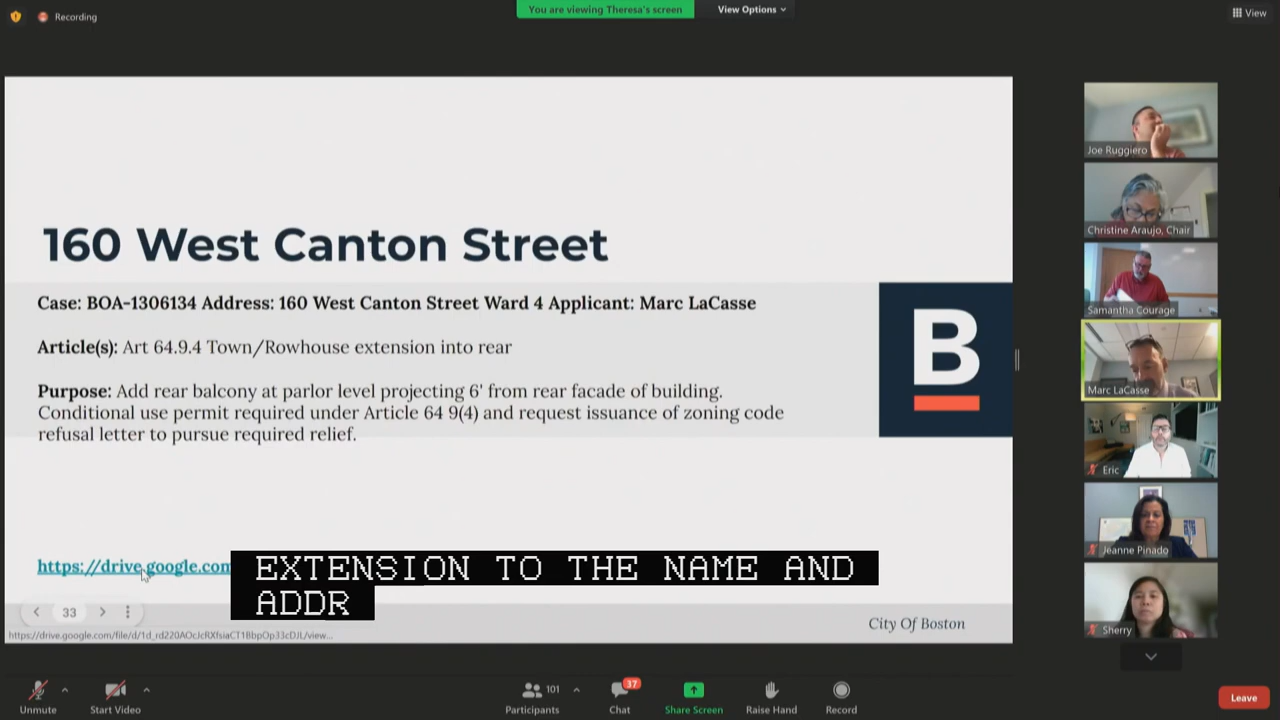 Recording
You are viewing Theresa's screen
View Options
View
160 West Canton Street
Case: BOA-1306134 Address: 160 West Canton Street Ward 4 Applicant: Marc LaCasse
Article(s): Art 64.9.4 Town/Rowhouse extension into rear
Purpose: Add rear balcony at parlor level projecting 6' from rear facade of building.
Conditional use permit required under Article 64 9(4) and request issuance of zoning code
refusal letter to pursue required relief.
B
https://drive.google.com
EXTENSION TO THE NAME AND
ADDR
33
City Of Boston
Joe Ruggiero
Christine Araujo, Chair
Samantha Courage
Marc LaCasse
Eric
Jeanne Pinado
Sherry
Unmute
Start Video
101
Participants
37
Chat
Share Screen
Raise Hand
Record
Leave